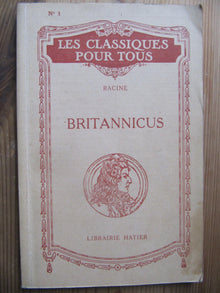 N° 1
LES CLASSIQUES
POUR TOUS
RACINE
BRITANNICUS
LIBRAIRIE HATIER